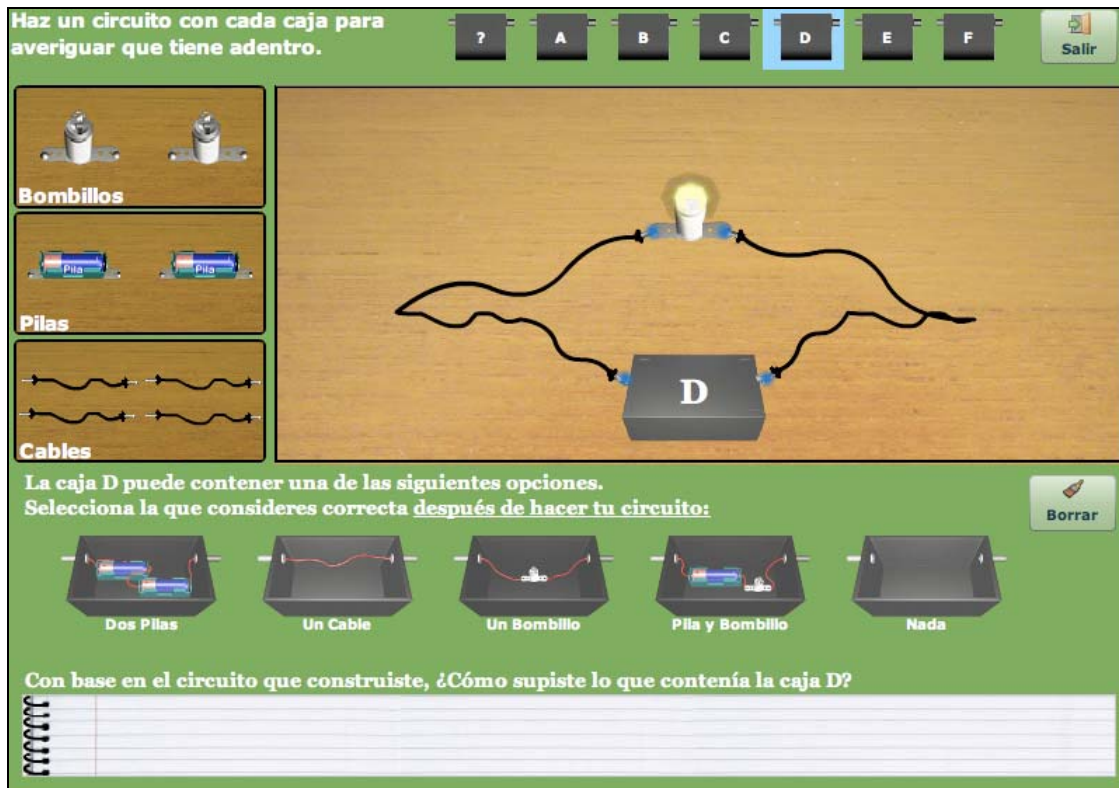 Haz un circuito con cada caja para
averiguar que tiene adentro.
? A B C D E F
Salir
Bombillos
Pila Pila
Pilas
Cables
D
La caja D puede contener una de las siguientes opciones.
Selecciona la que consideres correcta después de hacer tu circuito:
Borrar
Dos Pilas Un Cable Un Bombillo Pila y Bombillo Nada
Con base en el circuito que construiste, ¿Cómo supiste lo que contenía la caja D?